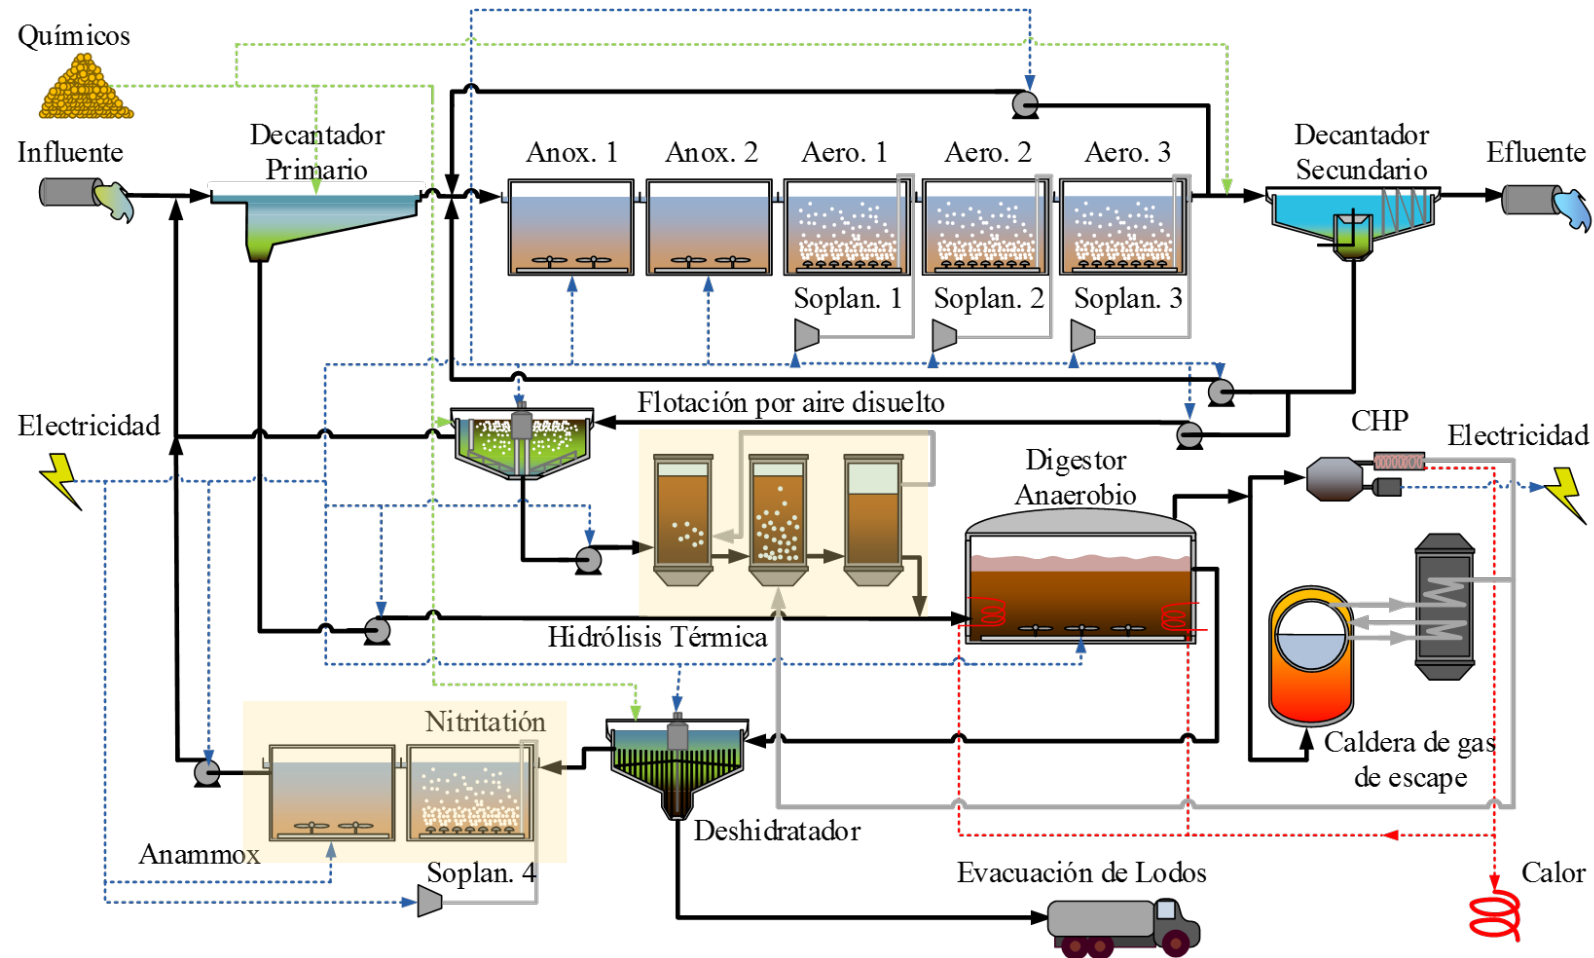 Químicos
Influente
Decantador
Primario
Anox. 1
Anox. 2
Aero. 1
Aero. 2
Aero. 3
Decantador
Secundario
Efluente
Soplan. 1
Soplan. 2
Soplan. 3
Electricidad
Flotación por aire disuelto
CHP
Electricidad
Digestor
Anaerobio
Hidrólisis Térmica
Nitritatión
Caldera de gas
de escape
Deshidratador
Anammox
Soplan. 4
Evacuación de Lodos
Calor